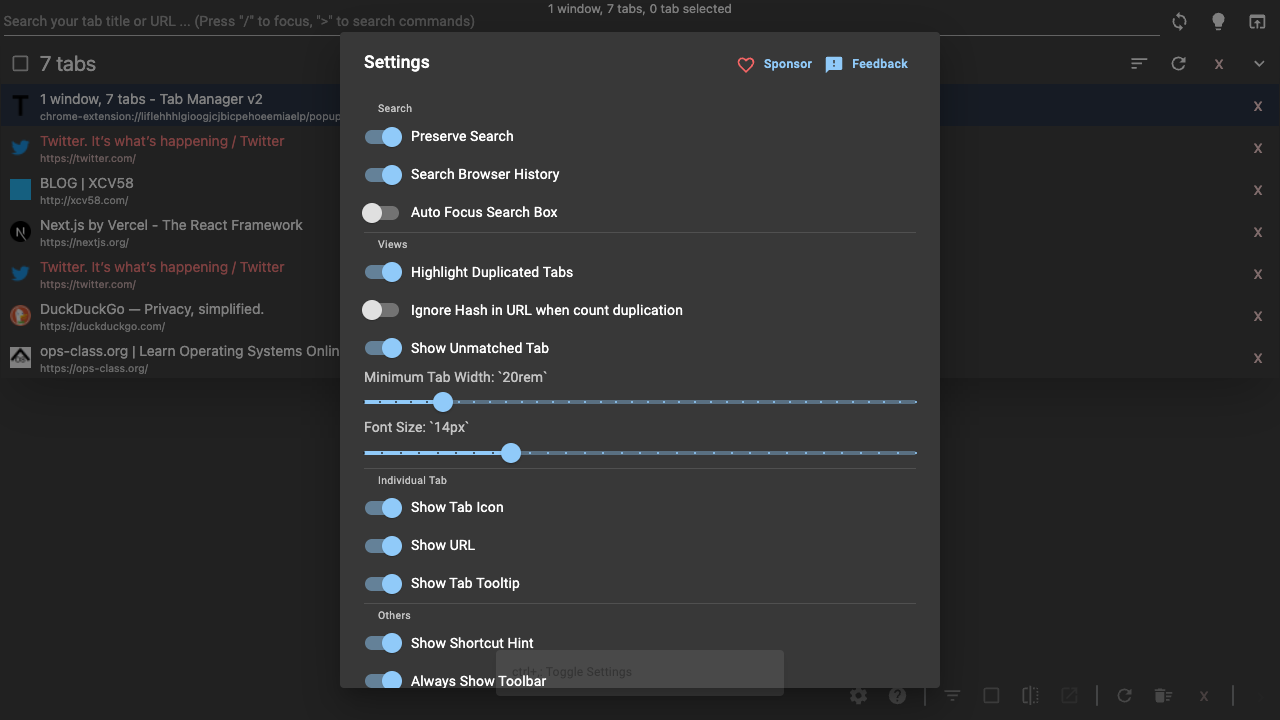 1 window, 7 tabs, 0 tab selected
Search your tab title or URL ... (Press "/" to focus, ">" to search commands)
7 tabs
x
1 window, 7 tabs - Tab Manager v2
chrome-extension://liflehhhlgioogjcjbicpehoeemiaelp/popup
x
Twitter. It's what's happening / Twitter
https://twitter.com/
x
BLOG | XCV58
http://xcv58.com/
x
Next.js by Vercel - The React Framework
https://nextjs.org/
x
Twitter. It's what's happening / Twitter
https://twitter.com/
x
DuckDuckGo — Privacy, simplified.
https://duckduckgo.com/
x
ops-class.org | Learn Operating Systems Onlin
https://ops-class.org/
x
Settings
Sponsor
Feedback
Search
Preserve Search
Search Browser History
Auto Focus Search Box
Views
Highlight Duplicated Tabs
Ignore Hash in URL when count duplication
Show Unmatched Tab
Minimum Tab Width: `20rem`
Font Size: `14px`
Individual Tab
Show Tab Icon
Show URL
Show Tab Tooltip
Others
Show Shortcut Hint
Always Show Toolbar
Toggle Settings
x